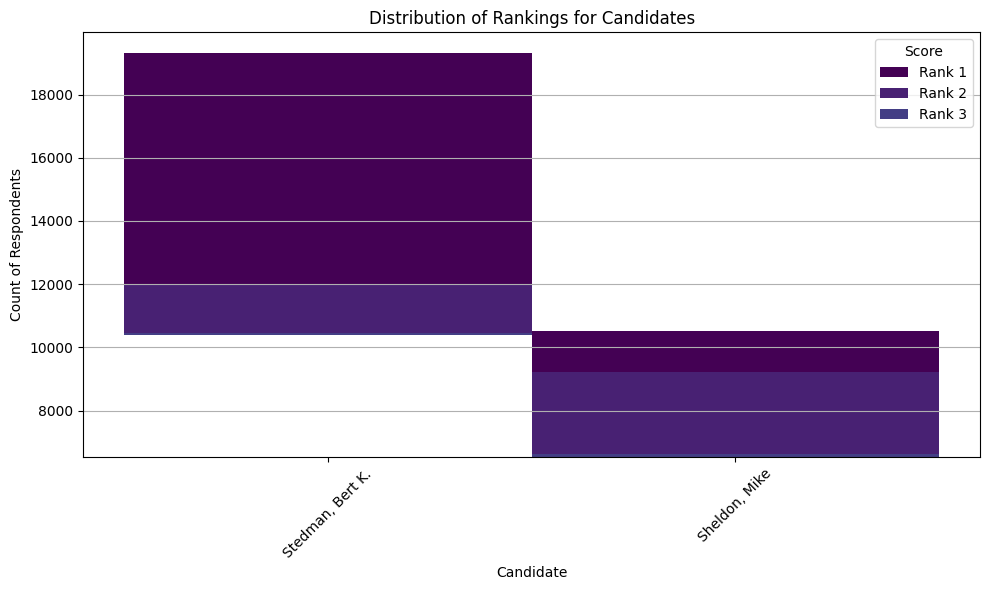 Distribution of Rankings for Candidates
Score
Rank 1
Rank 2
Rank 3
18000
16000
14000
12000
10000
8000
Count of Respondents
Stedman, Bert K.
Sheldon, Mike
Candidate